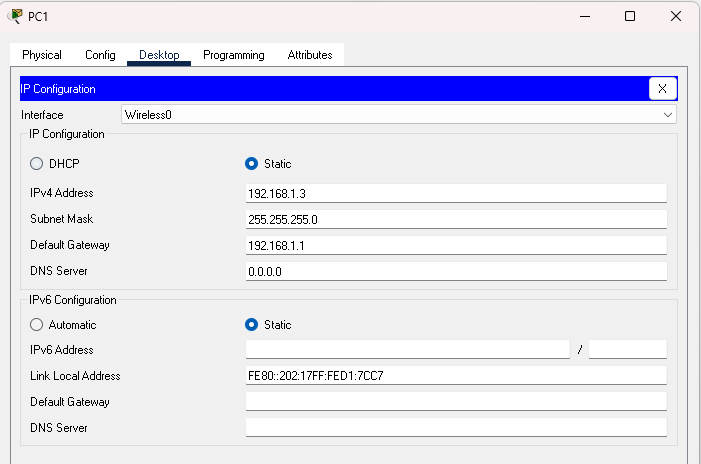 PC1
Physical Config Desktop Programming Attributes
IP Configuration X
Interface Wireless0
IP Configuration
DHCP Static
IPv4 Address 192.168.1.3
Subnet Mask 255.255.255.0
Default Gateway 192.168.1.1
DNS Server 0.0.0.0
IPv6 Configuration
Automatic Static
IPv6 Address /
Link Local Address FE80::202:17FF:FED1:7CC7
Default Gateway
DNS Server